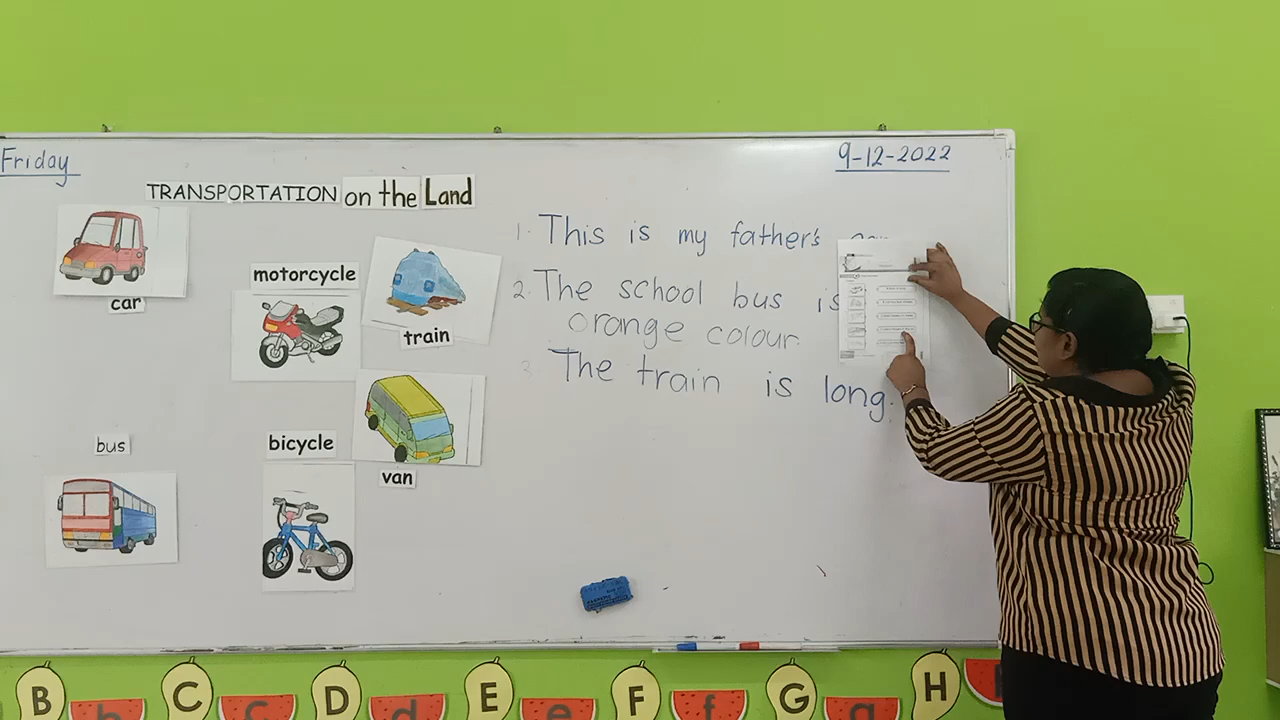 Friday
9-12-2022
TRANSPORTATION on the Land
car
motorcycle
train
bus
bicycle
van
1. This is my father's
2. The school bus is
orange colour.
3. The train is long.
B b C c D d E e F f G g H